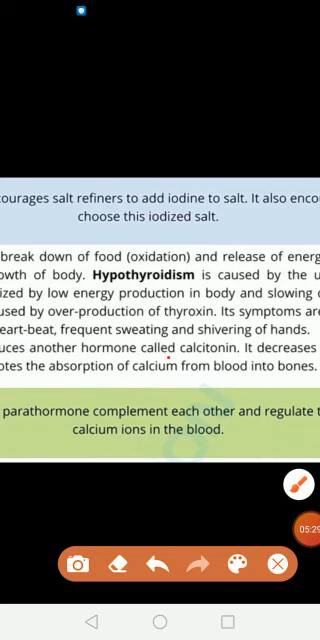 courages salt refiners to add iodine to salt. It also enco
choose this iodized salt.
break down of food (oxidation) and release of energ
owth of body. Hypothyroidism is caused by the u
ized by low energy production in body and slowing
used by over-production of thyroxin. Its symptoms are
eart-beat, frequent sweating and shivering of hands.
uces another hormone called calcitonin. It decreases
otes the absorption of calcium from blood into bones.
parathormone complement each other and regulate t
calcium ions in the blood.
05:29